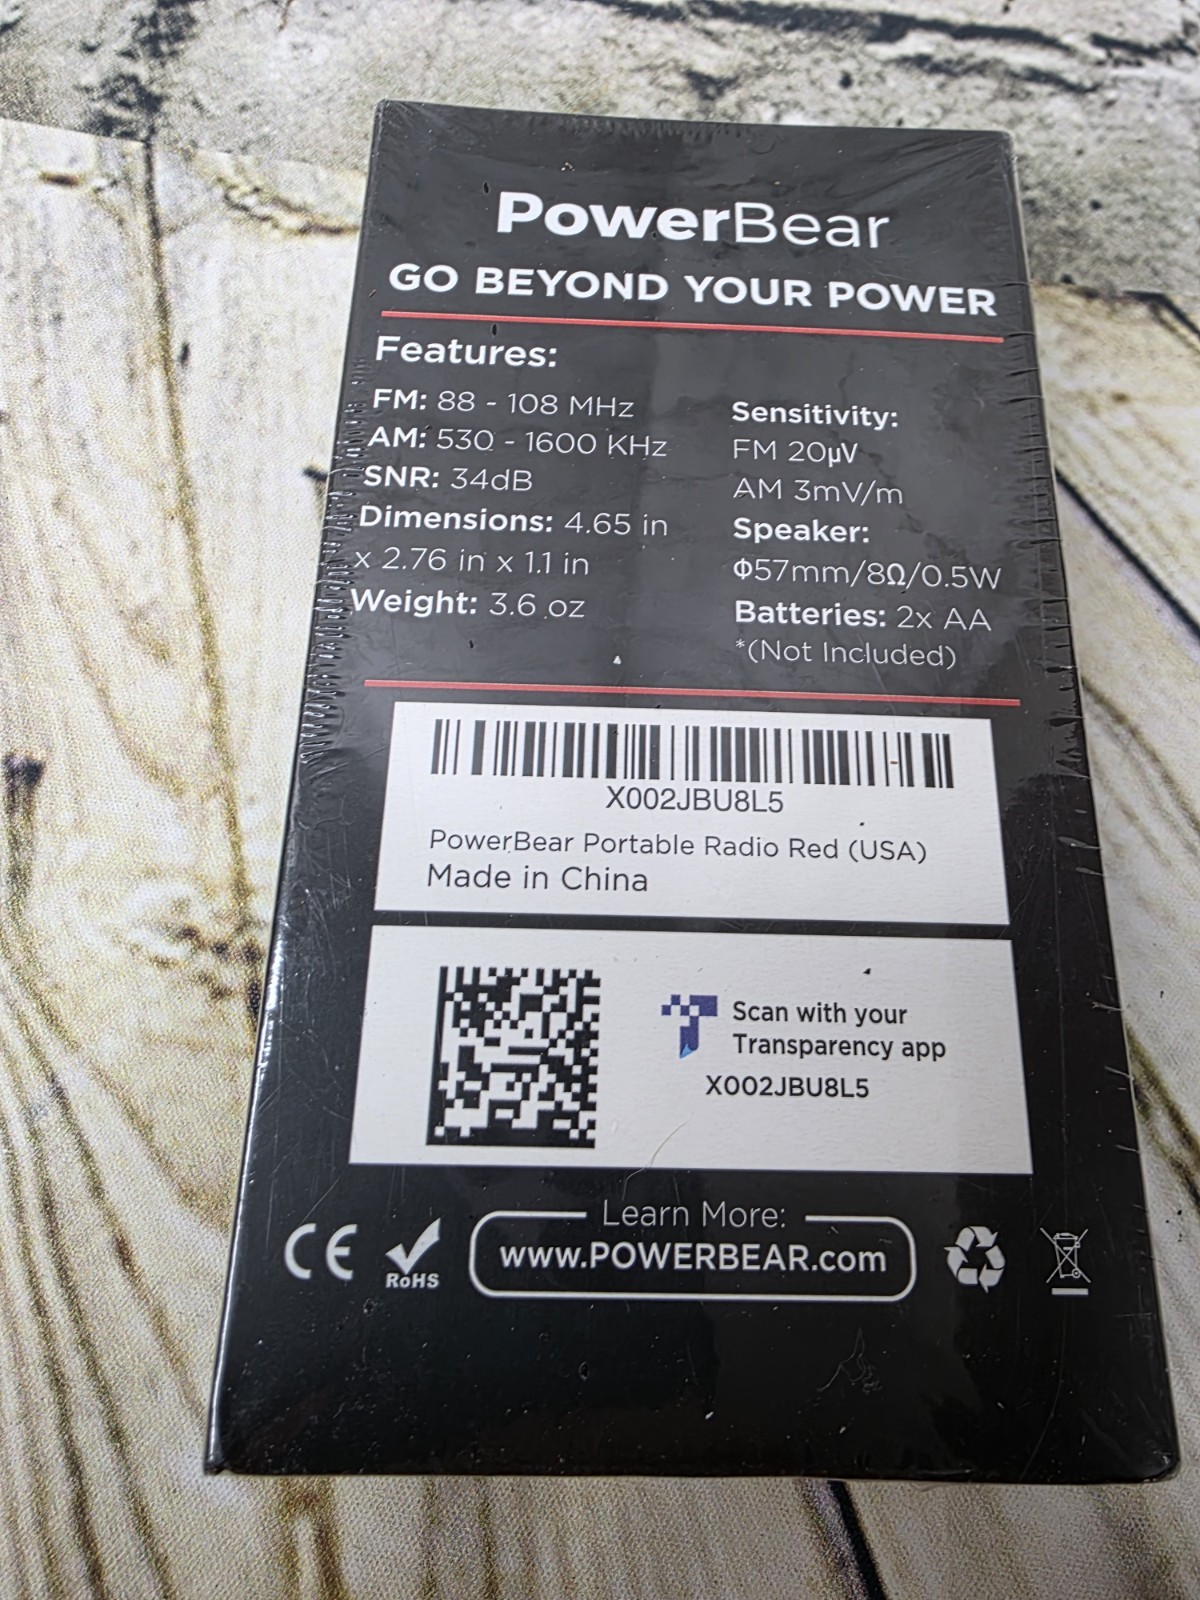 PowerBear
GO BEYOND YOUR POWER
Features:
FM: 88 - 108 MHz
AM: 530 - 1600 KHz
SNR: 34dB
Dimensions: 4.65 in
x 2.76 in x 1.1 in
Weight: 3.6 oz
Sensitivity:
FM 20µV
AM 3mV/m
Speaker:
Φ57mm/8Ω/0.5W
Batteries: 2x AA
*(Not Included)
X002JBU8L5
PowerBear Portable Radio Red (USA)
Made in China
Scan with your
Transparency app
X002JBU8L5
CE
RoHS
Learn More:
www.POWERBEAR.com